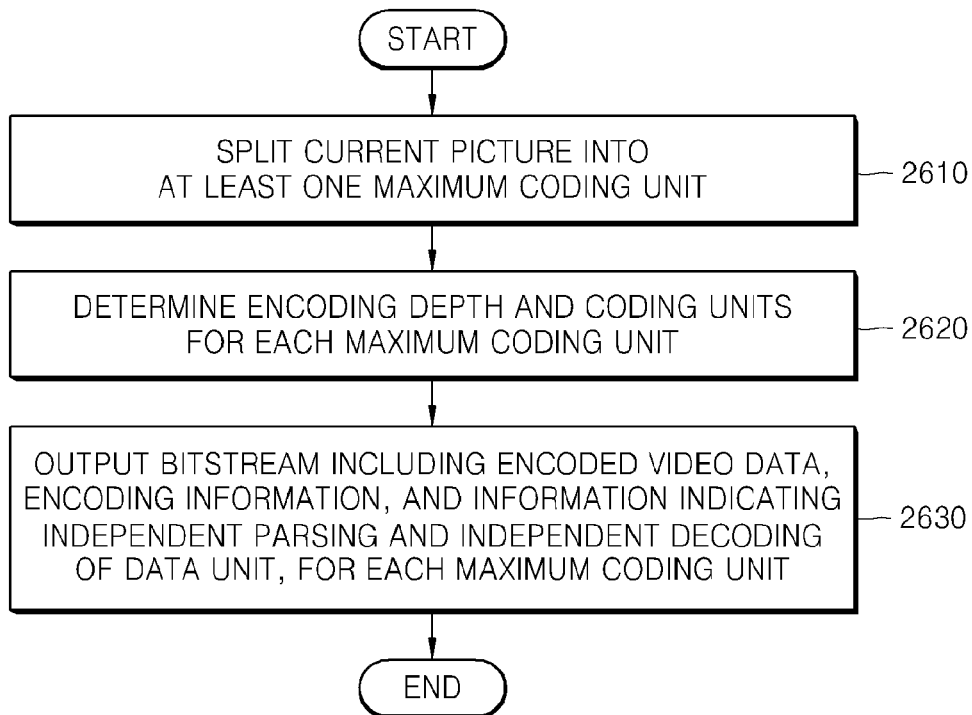 START
SPLIT CURRENT PICTURE INTO
AT LEAST ONE MAXIMUM CODING UNIT
2610
DETERMINE ENCODING DEPTH AND CODING UNITS
FOR EACH MAXIMUM CODING UNIT
2620
OUTPUT BITSTREAM INCLUDING ENCODED VIDEO DATA,
ENCODING INFORMATION, AND INFORMATION INDICATING
INDEPENDENT PARSING AND INDEPENDENT DECODING
OF DATA UNIT, FOR EACH MAXIMUM CODING UNIT
2630
END